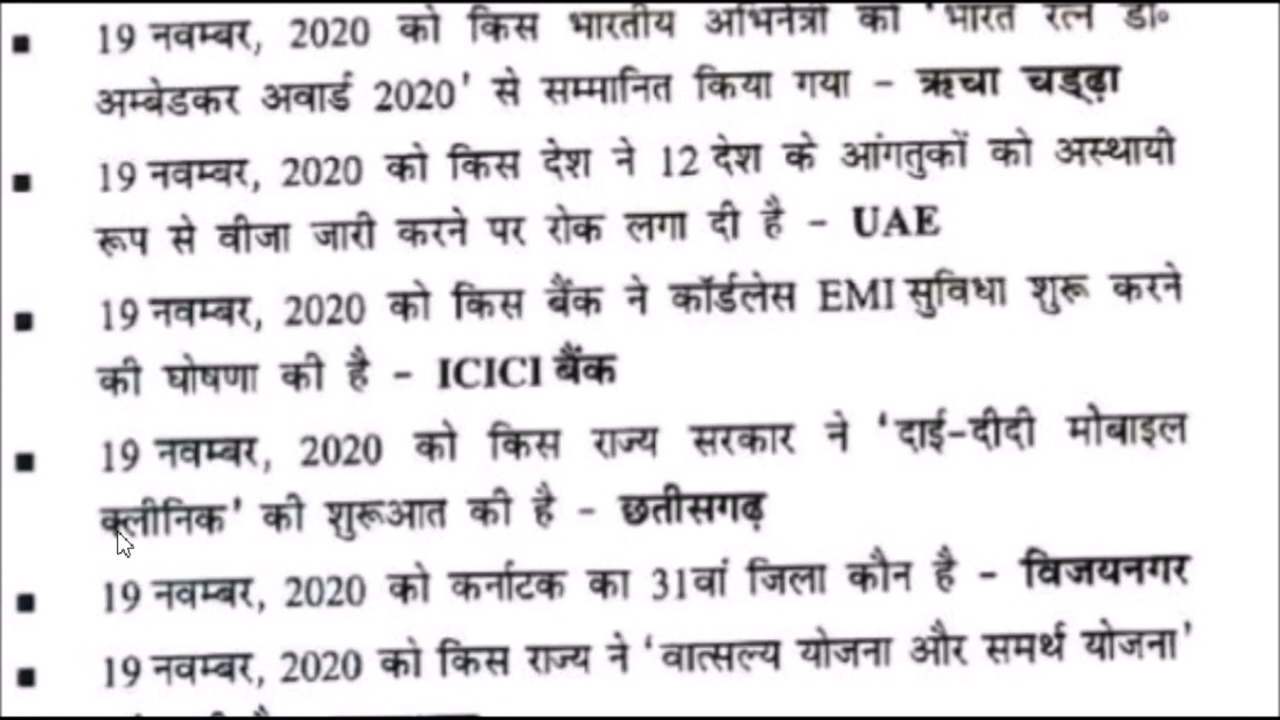 19 नवम्बर, 2020 को किस भारतीय अभिनेत्री को 'भारत रत्न डॉ॰
अम्बेडकर अवार्ड 2020' से सम्मानित किया गया – ऋचा चड्ढ़ा
19 नवम्बर, 2020 को किस देश ने 12 देश के आंगतुकों को अस्थायी
रूप से वीजा जारी करने पर रोक लगा दी है – UAE
19 नवम्बर, 2020 को किस बैंक ने कॉर्डलेस EMI सुविधा शुरू करने
की घोषणा की है – ICICI बैंक
19 नवम्बर, 2020 को किस राज्य सरकार ने 'दाई-दीदी मोबाइल
क्लीनिक' की शुरूआत की है – छतीसगढ़
19 नवम्बर, 2020 को कर्नाटक का 31वां जिला कौन है – विजयनगर
19 नवम्बर, 2020 को किस राज्य ने 'वात्सल्य योजना और समर्थ योजना'